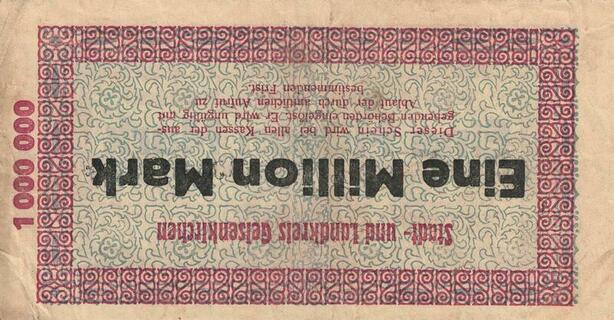 Stadt- und Landkreis Gelsenkirchen
Eine Million Mark
Dieser Schein wird bei allen Kassen der aus-
gebenden Behörden eingelöst. Er wird ungültig mit
Ablauf der durch amtlichen Aufruf zu
bestimmenden Frist.
1 000 000